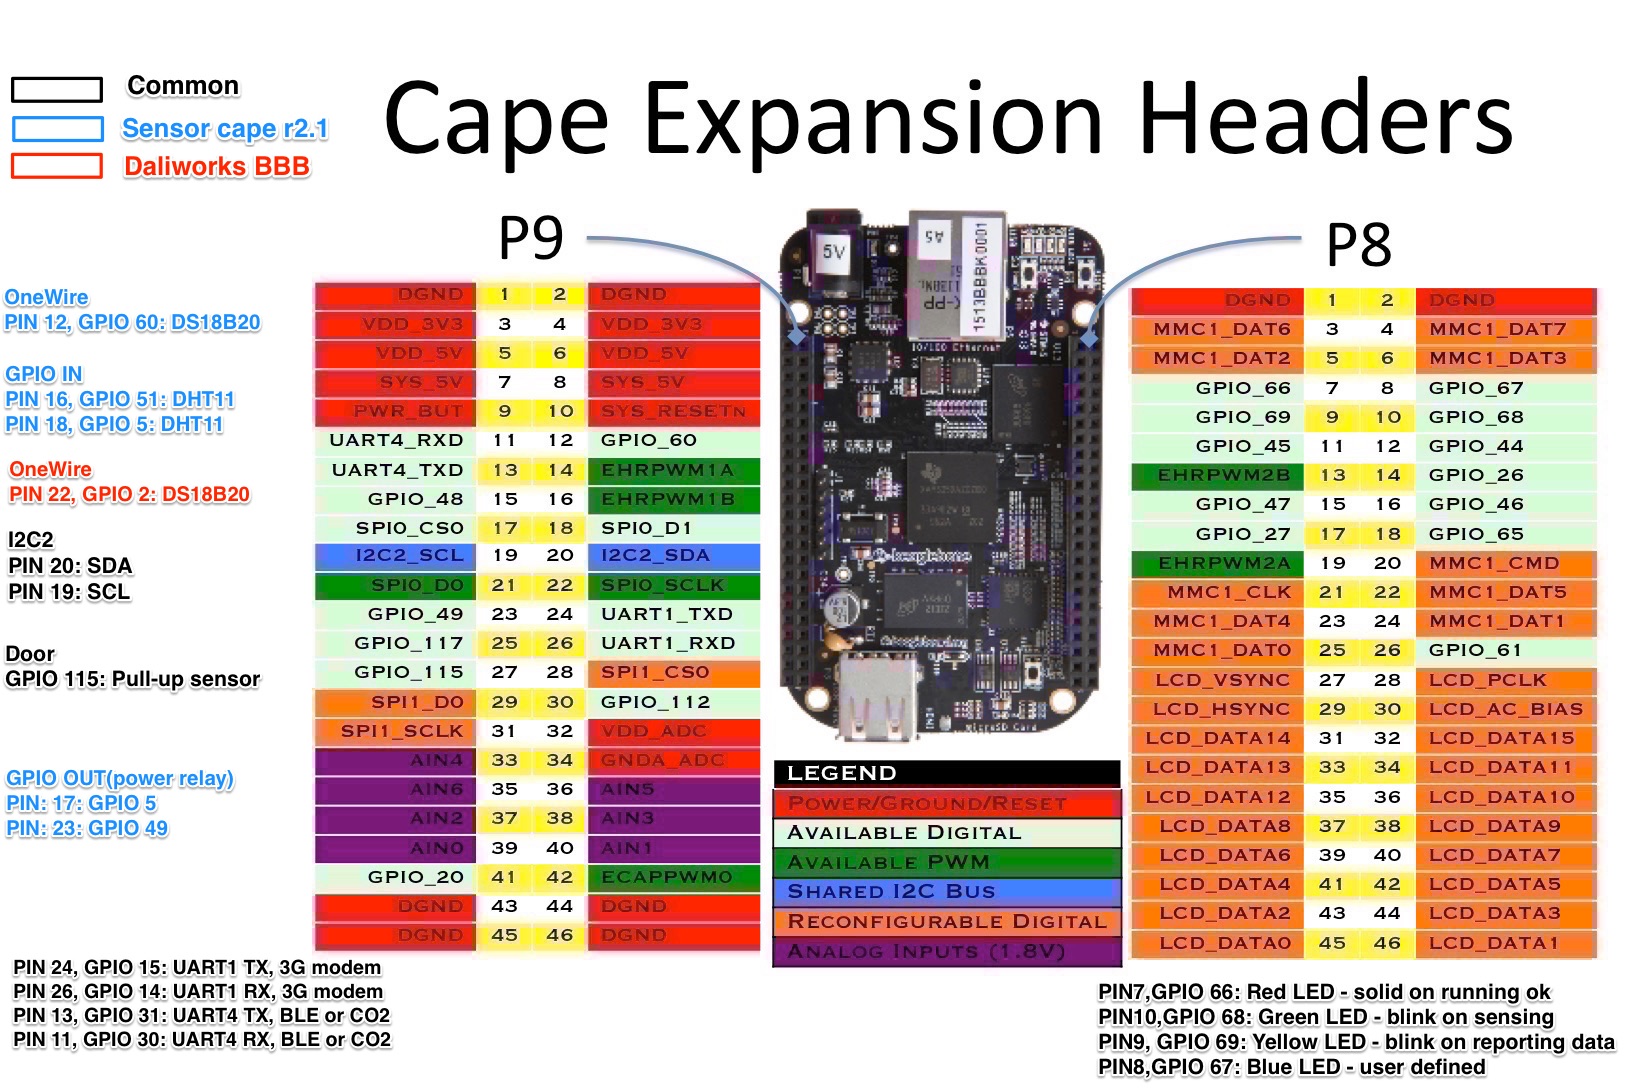 Common
Sensor cape r2.1
Daliworks BBB
Cape Expansion Headers
P9
P8
OneWire
PIN 12, GPIO 60: DS18B20
GPIO IN
PIN 16, GPIO 51: DHT11
PIN 18, GPIO 5: DHT11
OneWire
PIN 22, GPIO 2: DS18B20
I2C2
PIN 20: SDA
PIN 19: SCL
Door
GPIO 115: Pull-up sensor
GPIO OUT(power relay)
PIN: 17: GPIO 5
PIN: 23: GPIO 49
DGND 1 2 DGND
VDD_3V3 3 4 VDD_3V3
VDD_5V 5 6 VDD_5V
SYS_5V 7 8 SYS_5V
PWR_BUT 9 10 SYS_RESETN
UART4_RXD 11 12 GPIO_60
UART4_TXD 13 14 EHRPWM1A
GPIO_48 15 16 EHRPWM1B
SPI0_CS0 17 18 SPI0_D1
I2C2_SCL 19 20 I2C2_SDA
SPI0_D0 21 22 SPI0_SCLK
GPIO_49 23 24 UART1_TXD
GPIO_117 25 26 UART1_RXD
GPIO_115 27 28 SPI1_CS0
SPI1_D0 29 30 GPIO_112
SPI1_SCLK 31 32 VDD_ADC
AIN4 33 34 GNDA_ADC
AIN6 35 36 AIN5
AIN2 37 38 AIN3
AIN0 39 40 AIN1
GPIO_20 41 42 ECAPPWM0
DGND 43 44 DGND
DGND 45 46 DGND
5V
A5
1513BBBK0001
10/100 Ethernet
beaglebone
microSD Card
LEGEND
POWER/GROUND/RESET
AVAILABLE DIGITAL
AVAILABLE PWM
SHARED I2C BUS
RECONFIGURABLE DIGITAL
ANALOG INPUTS (1.8V)
DGND 1 2 DGND
MMC1_DAT6 3 4 MMC1_DAT7
MMC1_DAT2 5 6 MMC1_DAT3
GPIO_66 7 8 GPIO_67
GPIO_69 9 10 GPIO_68
GPIO_45 11 12 GPIO_44
EHRPWM2B 13 14 GPIO_26
GPIO_47 15 16 GPIO_46
GPIO_27 17 18 GPIO_65
EHRPWM2A 19 20 MMC1_CMD
MMC1_CLK 21 22 MMC1_DAT5
MMC1_DAT4 23 24 MMC1_DAT1
MMC1_DAT0 25 26 GPIO_61
LCD_VSYNC 27 28 LCD_PCLK
LCD_HSYNC 29 30 LCD_AC_BIAS
LCD_DATA14 31 32 LCD_DATA15
LCD_DATA13 33 34 LCD_DATA11
LCD_DATA12 35 36 LCD_DATA10
LCD_DATA8 37 38 LCD_DATA9
LCD_DATA6 39 40 LCD_DATA7
LCD_DATA4 41 42 LCD_DATA5
LCD_DATA2 43 44 LCD_DATA3
LCD_DATA0 45 46 LCD_DATA1
PIN 24, GPIO 15: UART1 TX, 3G modem
PIN 26, GPIO 14: UART1 RX, 3G modem
PIN 13, GPIO 31: UART4 TX, BLE or CO2
PIN 11, GPIO 30: UART4 RX, BLE or CO2
PIN7,GPIO 66: Red LED - solid on running ok
PIN10,GPIO 68: Green LED - blink on sensing
PIN9, GPIO 69: Yellow LED - blink on reporting data
PIN8,GPIO 67: Blue LED - user defined